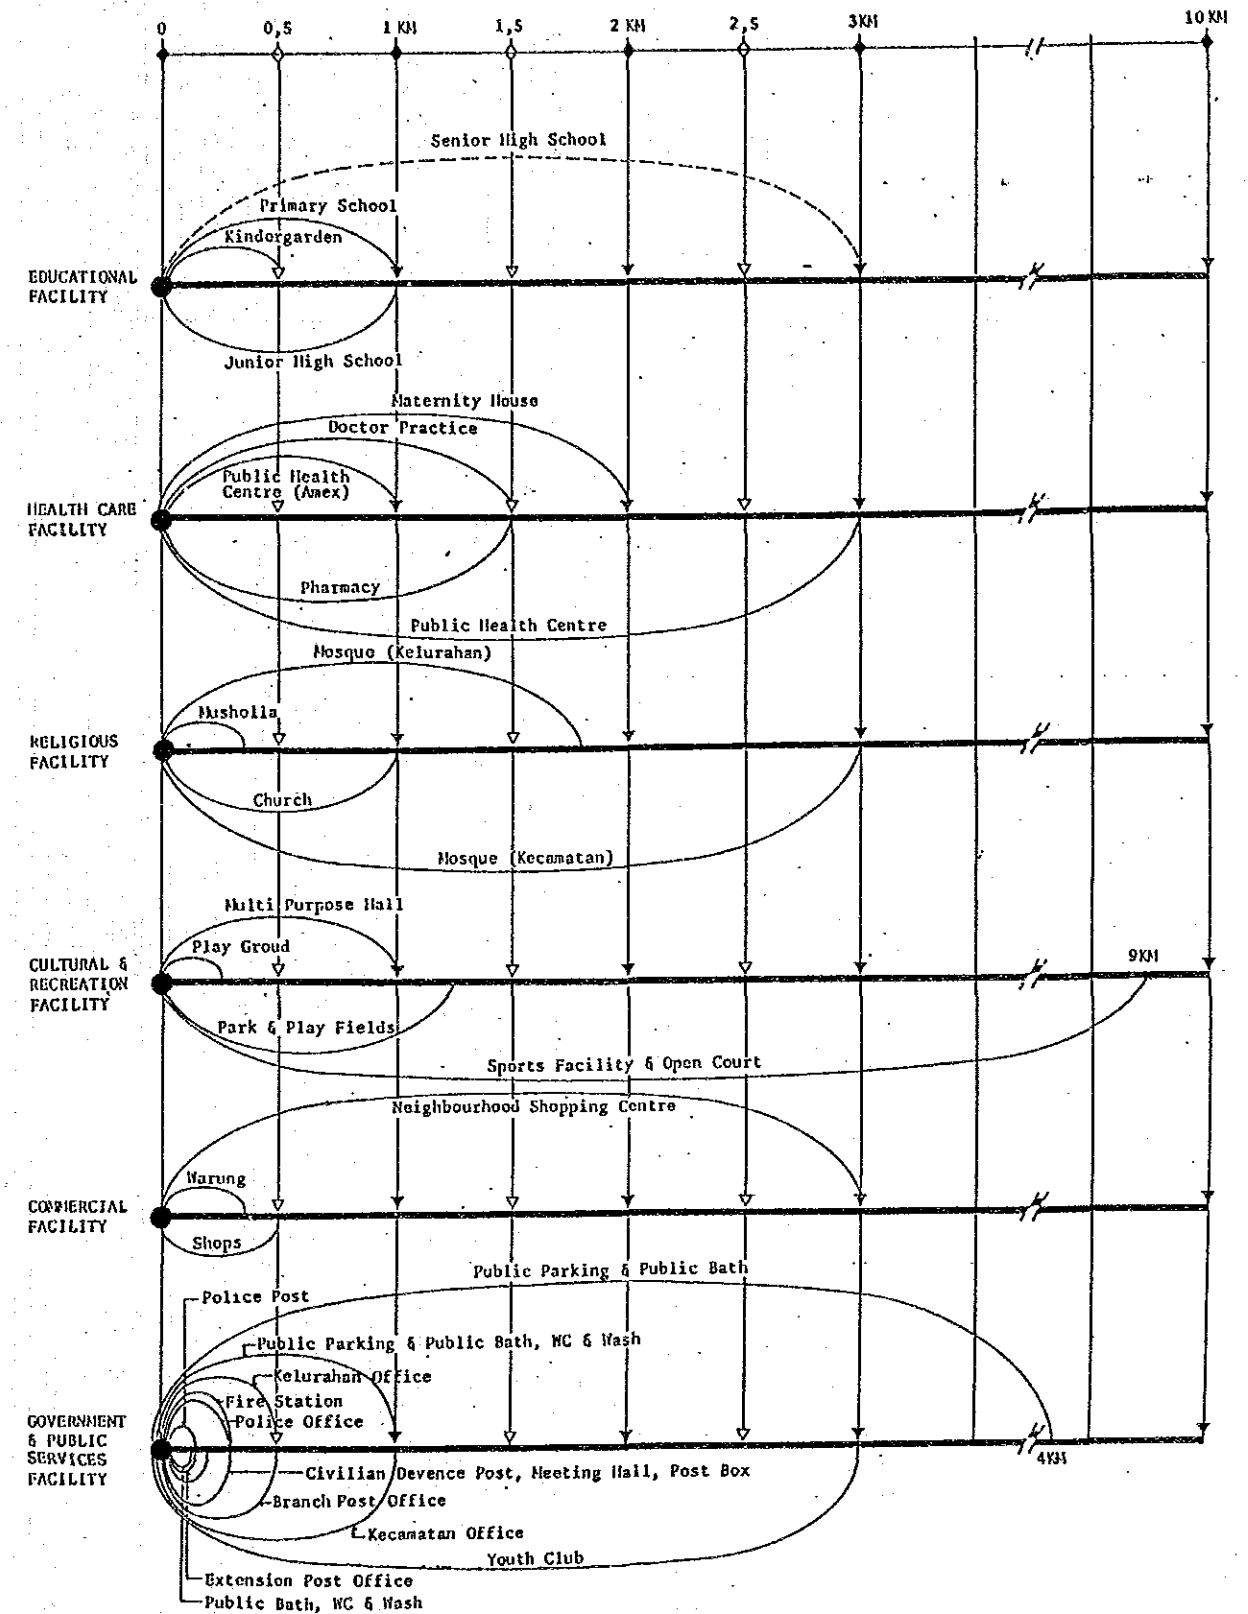 0 0,5 1 KM 1,5 2 KM 2,5 3KM 10 KM
Senior High School
Primary School
Kindorgarden
EDUCATIONAL
FACILITY
Junior High School
Maternity House
Doctor Practice
Public Health
Centre (Amex)
HEALTH CARE
FACILITY
Pharmacy
Public Health Centre
Mosque (Kelurahan)
Musholla
RELIGIOUS
FACILITY
Church
Mosque (Kecamatan)
Multi Purpose Hall
Play Groud
CULTURAL &
RECREATION
FACILITY
9KM
Park & Play Fields
Sports Facility & Open Court
Neighbourhood Shopping Centre
Warung
COMMERCIAL
FACILITY
Shops
Public Parking & Public Bath
Police Post
Public Parking & Public Bath, WC & Wash
Kelurahan Office
Fire Station
Police Office
GOVERNMENT
& PUBLIC
SERVICES
FACILITY
4KM
Civilian Devence Post, Meeting Hall, Post Box
Branch Post Office
Kecamatan Office
Youth Club
Extension Post Office
Public Bath, WC & Wash